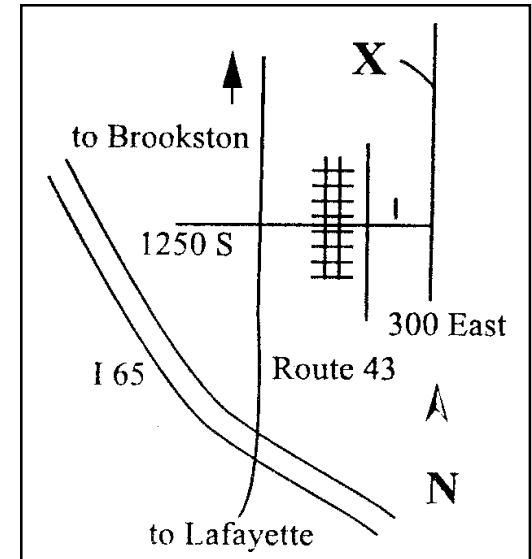 X
to Brookston
1250 S
300 East
I 65
Route 43
N
to Lafayette